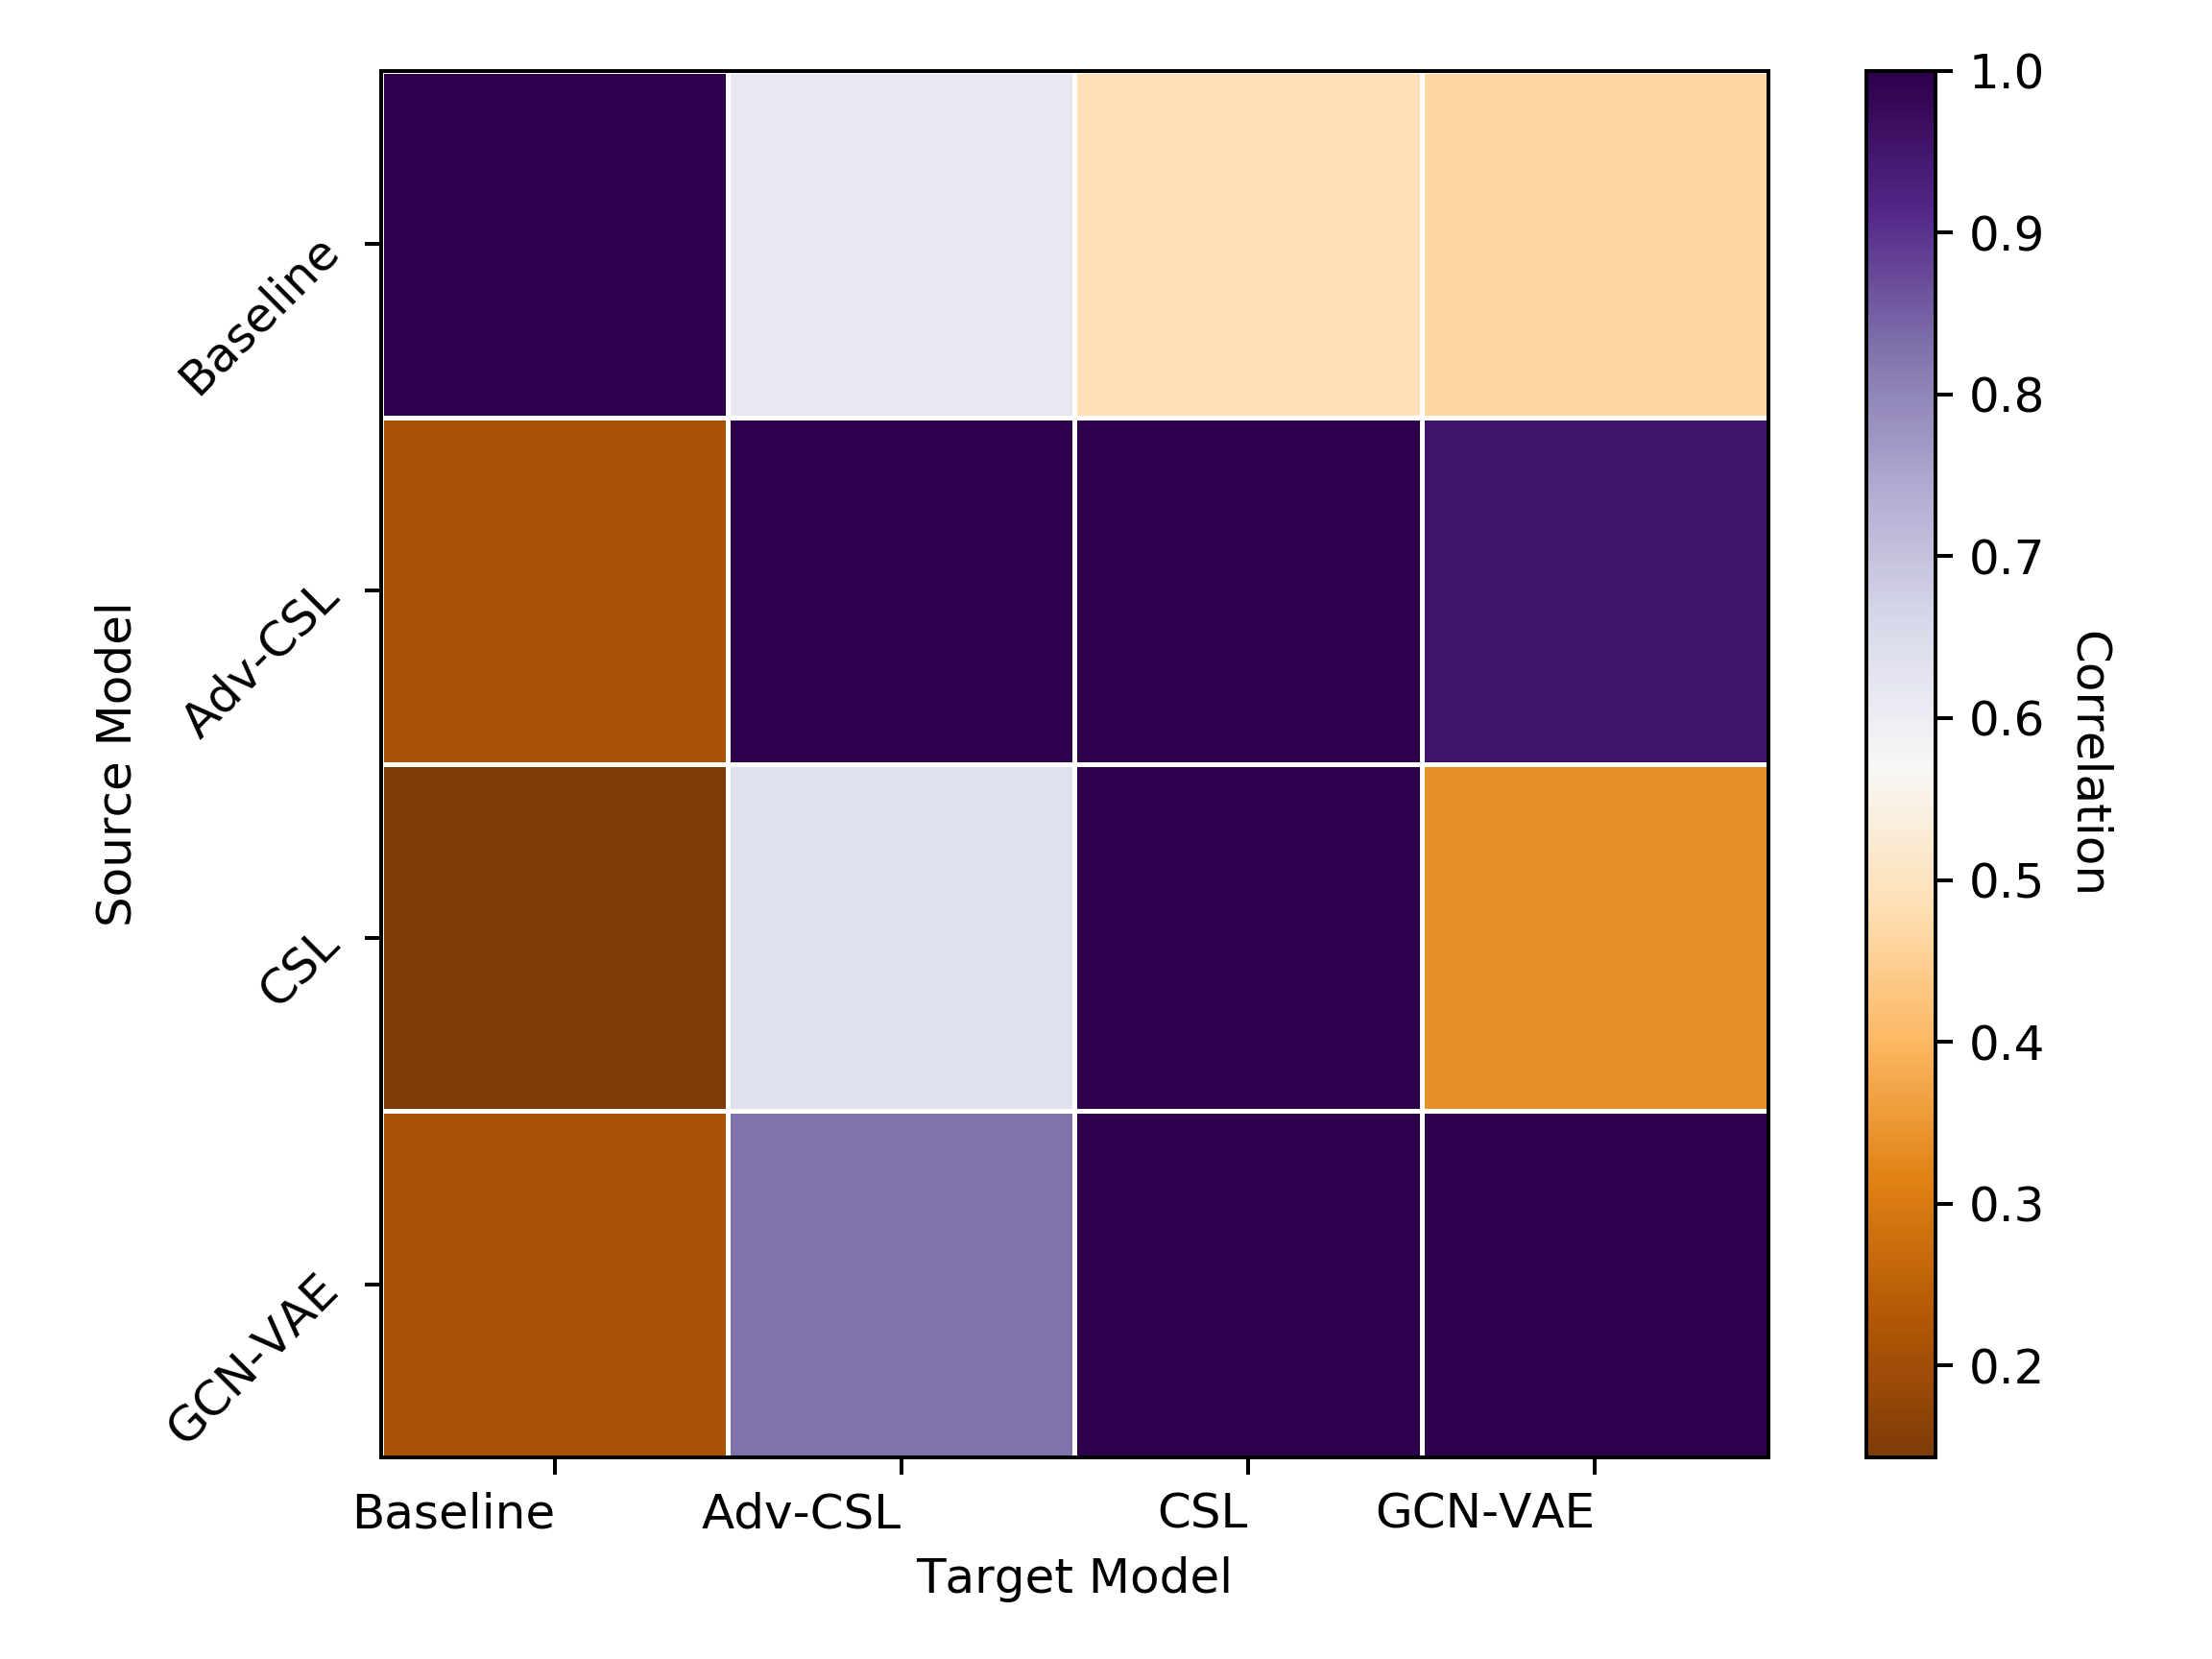 Source Model
Baseline
Adv-CSL
CSL
GCN-VAE
Baseline Adv-CSL CSL GCN-VAE
Target Model
1.0
0.9
0.8
0.7
0.6
0.5
0.4
0.3
0.2
Correlation